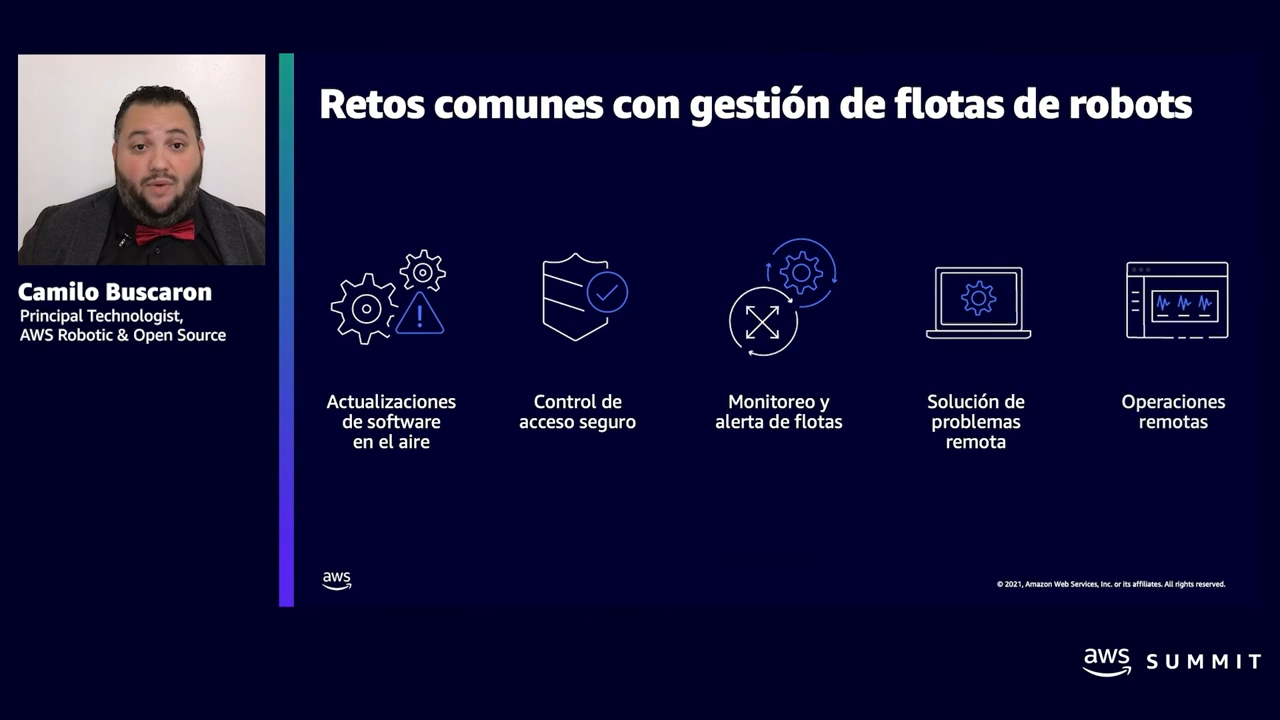 Retos comunes con gestión de flotas de robots
Camilo Buscaron
Principal Technologist,
AWS Robotic & Open Source
Actualizaciones
de software
en el aire
Control de
acceso seguro
Monitoreo y
alerta de flotas
Solución de
problemas
remota
Operaciones
remotas
aws
© 2021, Amazon Web Services, Inc. or its affiliates. All rights reserved.
aws SUMMIT